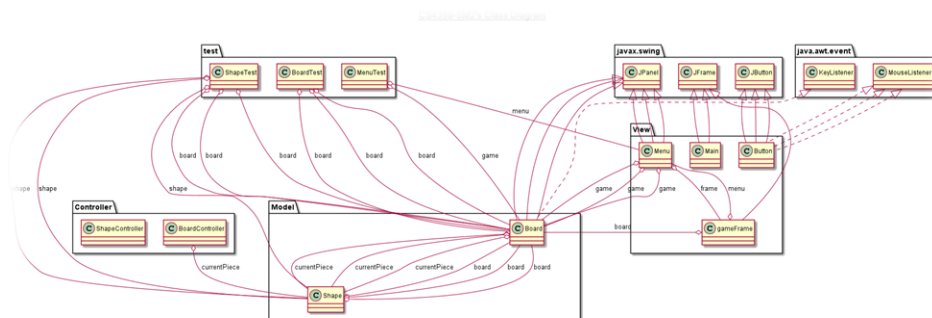 test
javax.swing
java.awt.event
C ShapeTest
C BoardTest
C MenuTest
C JPanel
C JFrame
C JButton
C KeyListener
C MouseListener
menu
View
C Menu
C Main
C Button
shape
shape
board
board
shape
board
board
board
game
game
game
game
frame
menu
Controller
C ShapeController
C BoardController
Model
C Board
board
C gameFrame
currentPiece
currentPiece
currentPiece
currentPiece
board
board
board
C Shape